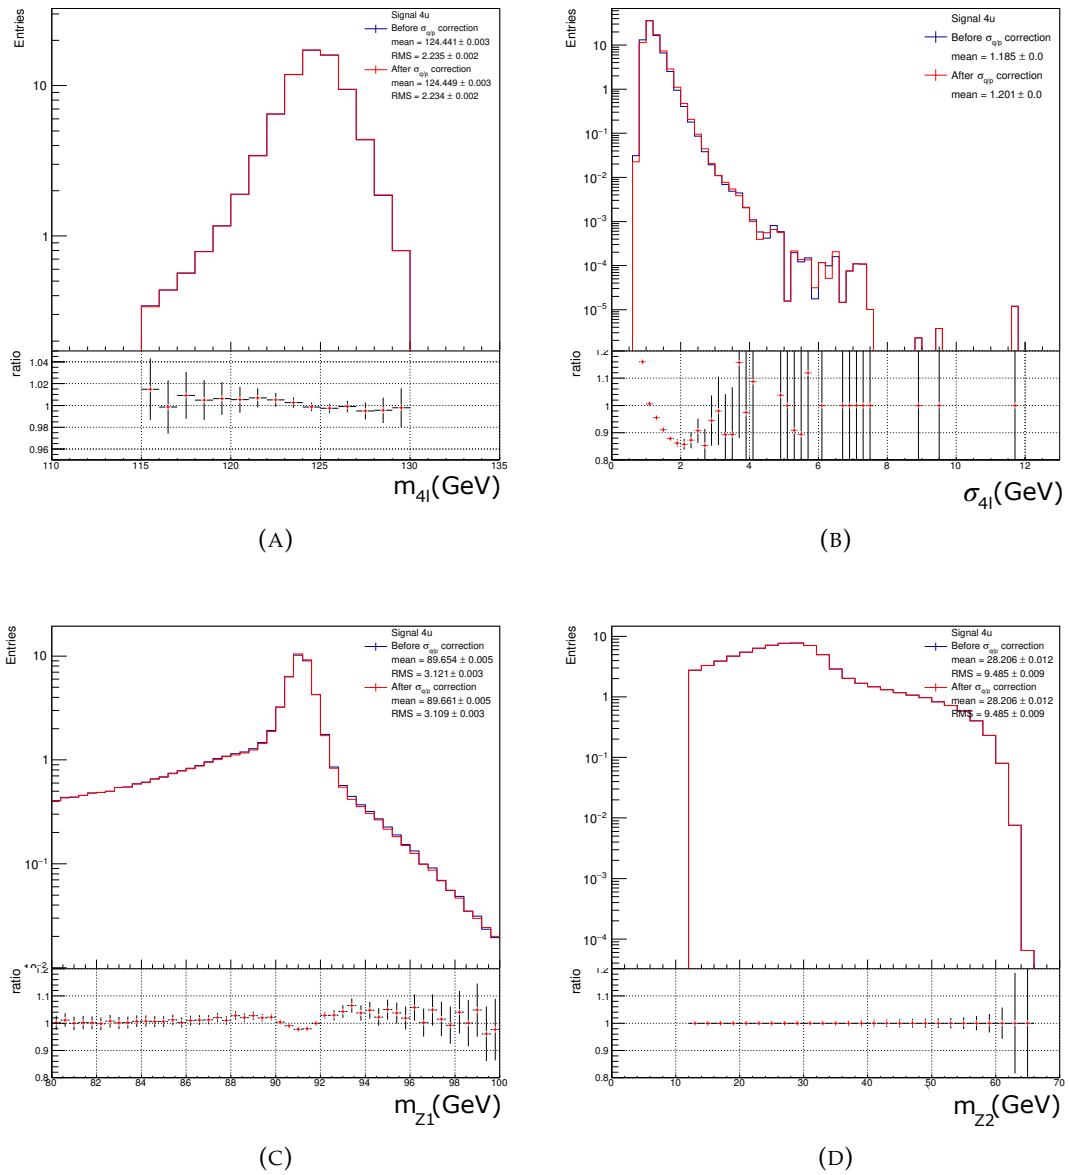 Entries
Signal 4u
Before σq/p correction
mean = 124.441 ± 0.003
RMS = 2.235 ± 0.002
After σq/p correction
mean = 124.449 ± 0.003
RMS = 2.234 ± 0.002
10
1
ratio
1.04
1.02
1
0.98
0.96
110 115 120 125 130 135
m4l(GeV)
(A)
Entries
Signal 4u
Before σq/p correction
mean = 1.185 ± 0.0
After σq/p correction
mean = 1.201 ± 0.0
10
1
10−1
10−2
10−3
10−4
10−5
ratio
1.2
1.1
1
0.9
0.8
0 2 4 6 8 10 12
σ4l(GeV)
(B)
Entries
Signal 4u
Before σq/p correction
mean = 89.654 ± 0.005
RMS = 3.121 ± 0.003
After σq/p correction
mean = 89.661 ± 0.005
RMS = 3.109 ± 0.003
10
1
10−1
10−2
ratio
1.2
1.1
1
0.9
0.8
80 82 84 86 88 90 92 94 96 98 100
mZ1(GeV)
(C)
Entries
Signal 4u
Before σq/p correction
mean = 28.206 ± 0.012
RMS = 9.485 ± 0.009
After σq/p correction
mean = 28.206 ± 0.012
RMS = 9.485 ± 0.009
10
1
10−1
10−2
10−3
10−4
ratio
1.2
1.1
1
0.9
0.8
0 10 20 30 40 50 60 70
mZ2(GeV)
(D)